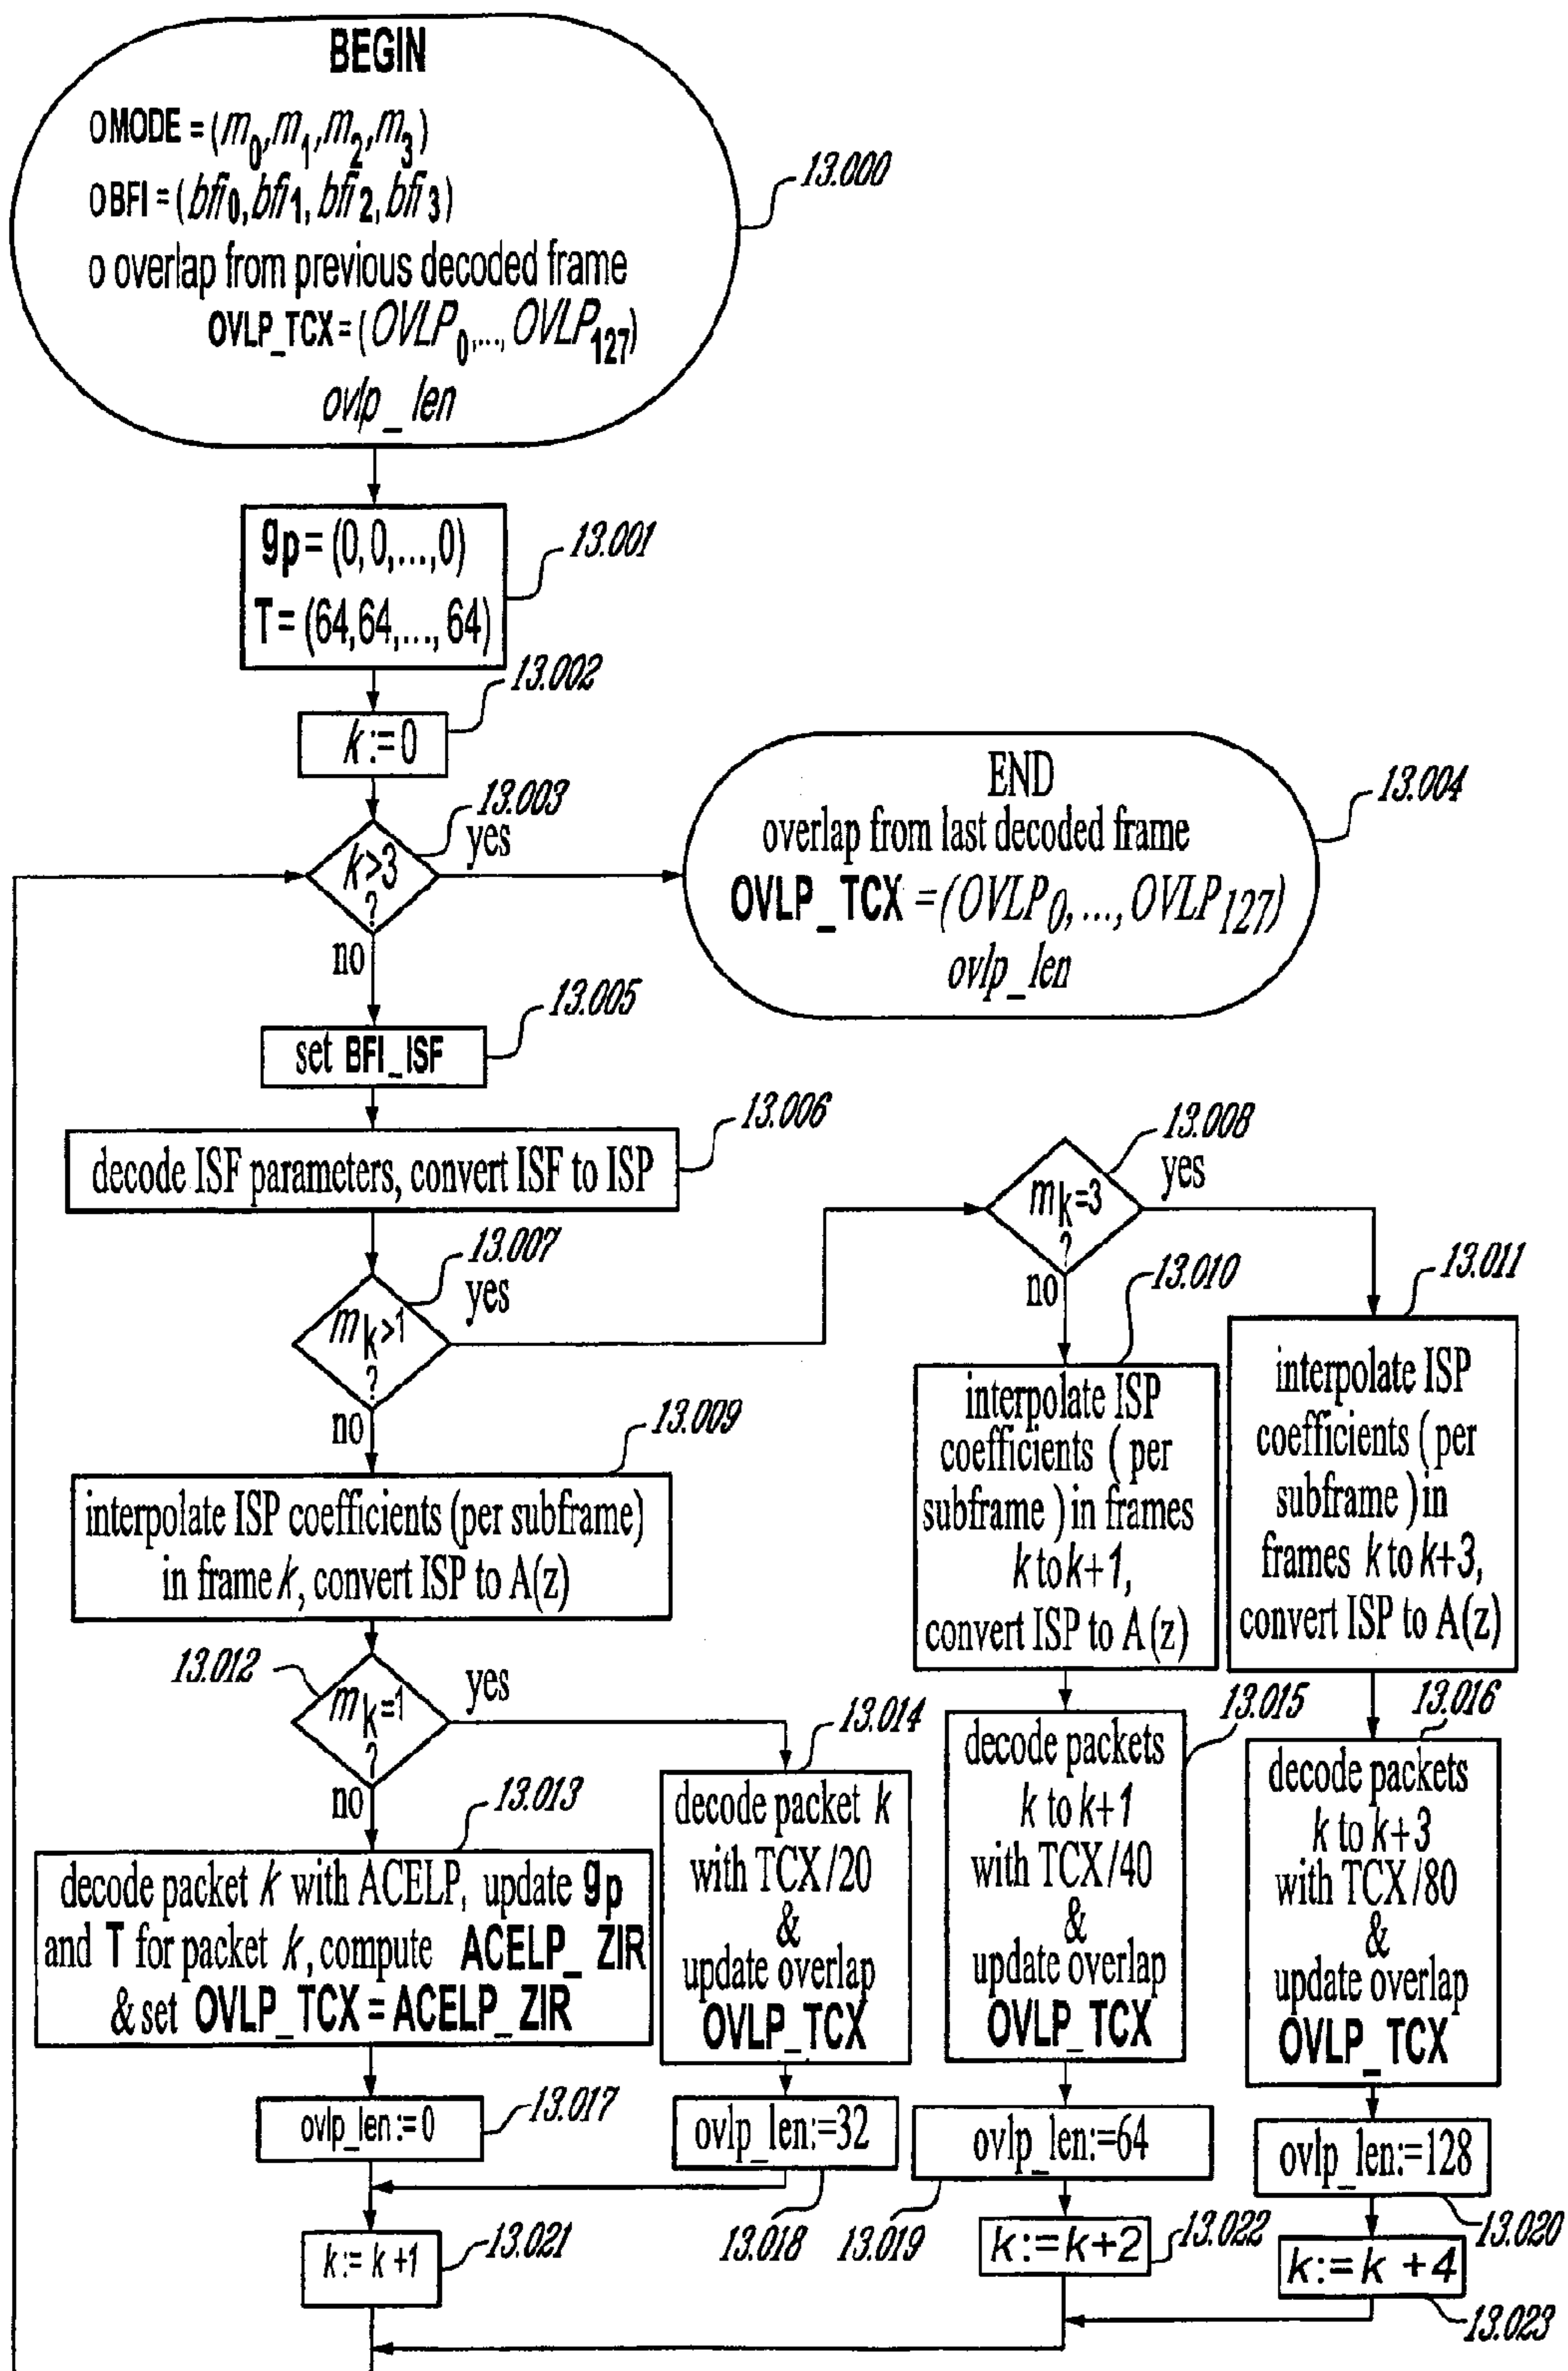 BEGIN
o MODE = (m0, m1, m2, m3)
o BFI = (bfi0, bfi1, bfi2, bfi3)
o overlap from previous decoded frame
OVLP_TCX = (OVLP0,..., OVLP127)
ovlp_len
13.000
gp = (0,0,...,0)
T = (64,64,..., 64)
13.001
13.002
k := 0
13.003
k>3
?
yes
no
END
overlap from last decoded frame
OVLP_TCX = (OVLP0, ..., OVLP127)
ovlp_len
13.004
13.005
set BFI_ISF
13.006
decode ISF parameters, convert ISF to ISP
13.007
mk>1
?
yes
no
13.008
mk=3
?
yes
no
13.009
interpolate ISP coefficients (per subframe)
in frame k, convert ISP to A(z)
13.010
interpolate ISP
coefficients ( per
subframe ) in frames
k to k+1,
convert ISP to A(z)
13.011
interpolate ISP
coefficients ( per
subframe ) in
frames k to k+3,
convert ISP to A(z)
13.012
mk=1
?
yes
no
13.013
decode packet k with ACELP, update gp
and T for packet k, compute ACELP_ ZIR
& set OVLP_TCX = ACELP_ZIR
13.014
decode packet k
with TCX /20
&
update overlap
OVLP_TCX
13.015
decode packets
k to k+1
with TCX /40
&
update overlap
OVLP_TCX
13.016
decode packets
k to k+3
with TCX /80
&
update overlap
OVLP_TCX
13.017
ovlp_len := 0
ovlp_len:=32
13.018
ovlp_len:=64
13.019
ovlp_len:=128
13.020
k := k +1
13.021
k:= k+2
13.022
k:= k +4
13.023